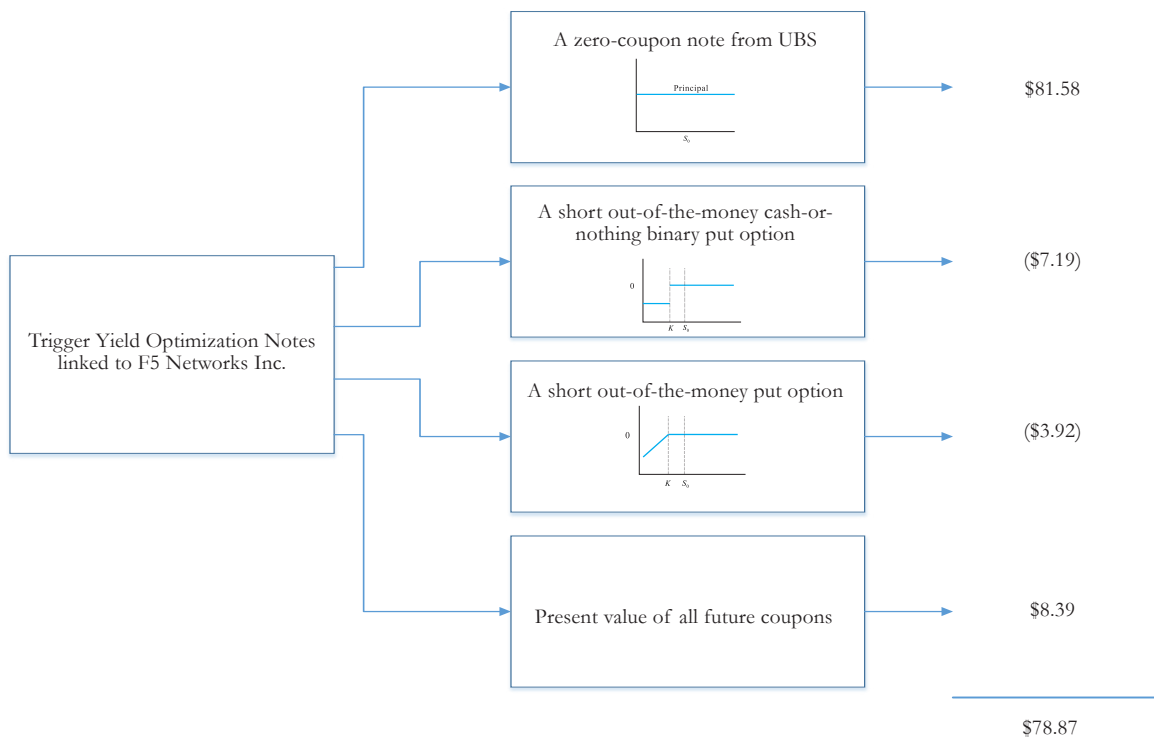 A zero-coupon note from UBS
Principal
S₀
$81.58
A short out-of-the-money cash-or-
nothing binary put option
0
K
S₀
($7.19)
Trigger Yield Optimization Notes
linked to F5 Networks Inc.
A short out-of-the-money put option
0
K
S₀
($3.92)
Present value of all future coupons
$8.39
$78.87